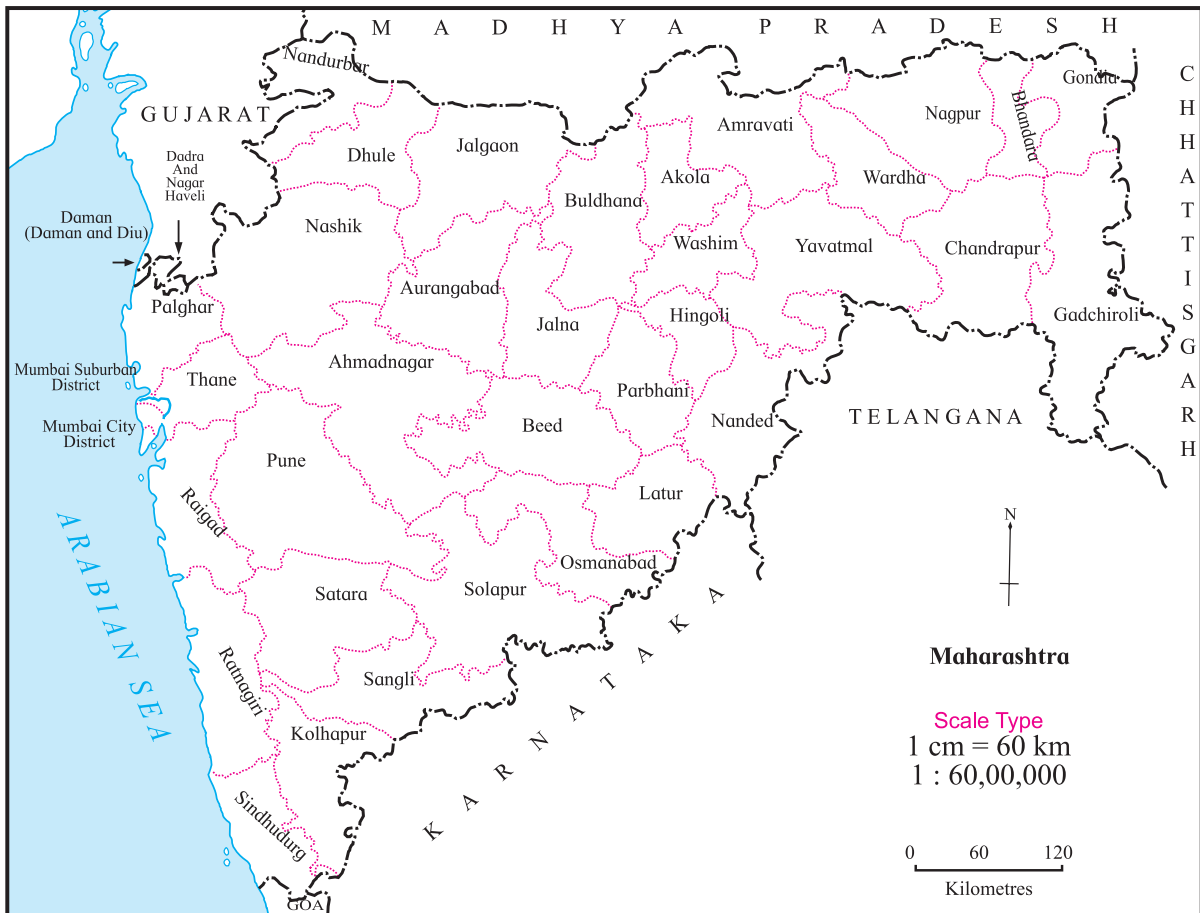 M A D H Y A P R A D E S H
Nandurbar
Gondia
C H H A T T I S G A R H
GUJARAT
Bhandara
Nagpur
Amravati
Jalgaon
Dhule
Dadra
And
Nagar
Haveli
Akola
Wardha
Buldhana
Daman
(Daman and Diu)
Nashik
Washim
Yavatmal
Chandrapur
Aurangabad
Palghar
Jalna
Hingoli
Gadchiroli
Ahmadnagar
Mumbai Suburban
District
Thane
Parbhani
TELANGANA
Nanded
Beed
Mumbai City
District
Pune
Latur
Raigad
N
Osmanabad
Solapur
Satara
ARABIAN SEA
KARNATAKA
Maharashtra
Ratnagiri
Sangli
Kolhapur
Scale Type
1 cm = 60 km
1 : 60,00,000
Sindhudurg
0 60 120
Kilometres
GOA